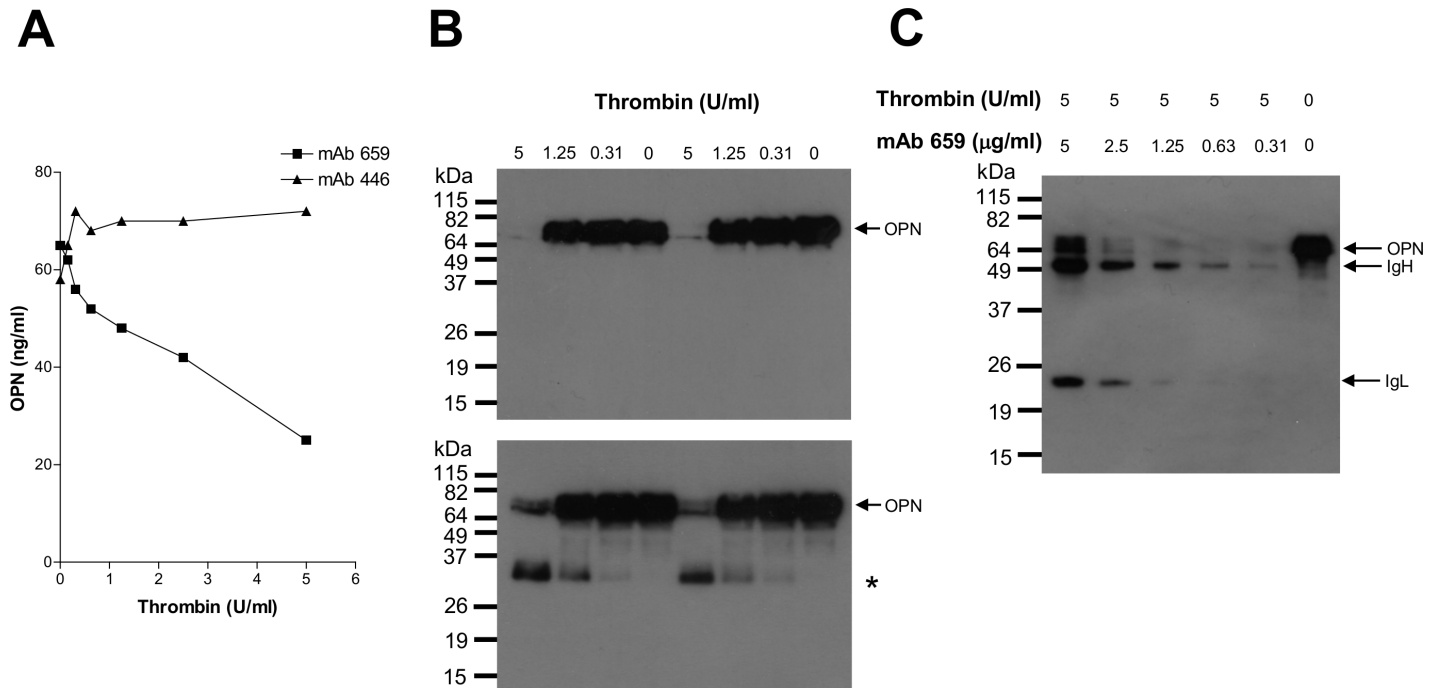 A
B
C
mAb 659
mAb 446
80
60
40
20
0
0 1 2 3 4 5 6
OPN (ng/ml)
Thrombin (U/ml)
Thrombin (U/ml)
5 1.25 0.31 0 5 1.25 0.31 0
kDa
115
82
64
49
37
26
19
15
OPN
kDa
115
82
64
49
37
26
19
15
OPN
*
Thrombin (U/ml) 5 5 5 5 5 0
mAb 659 (µg/ml) 5 2.5 1.25 0.63 0.31 0
kDa
115
82
64
49
37
26
19
15
OPN
IgH
IgL